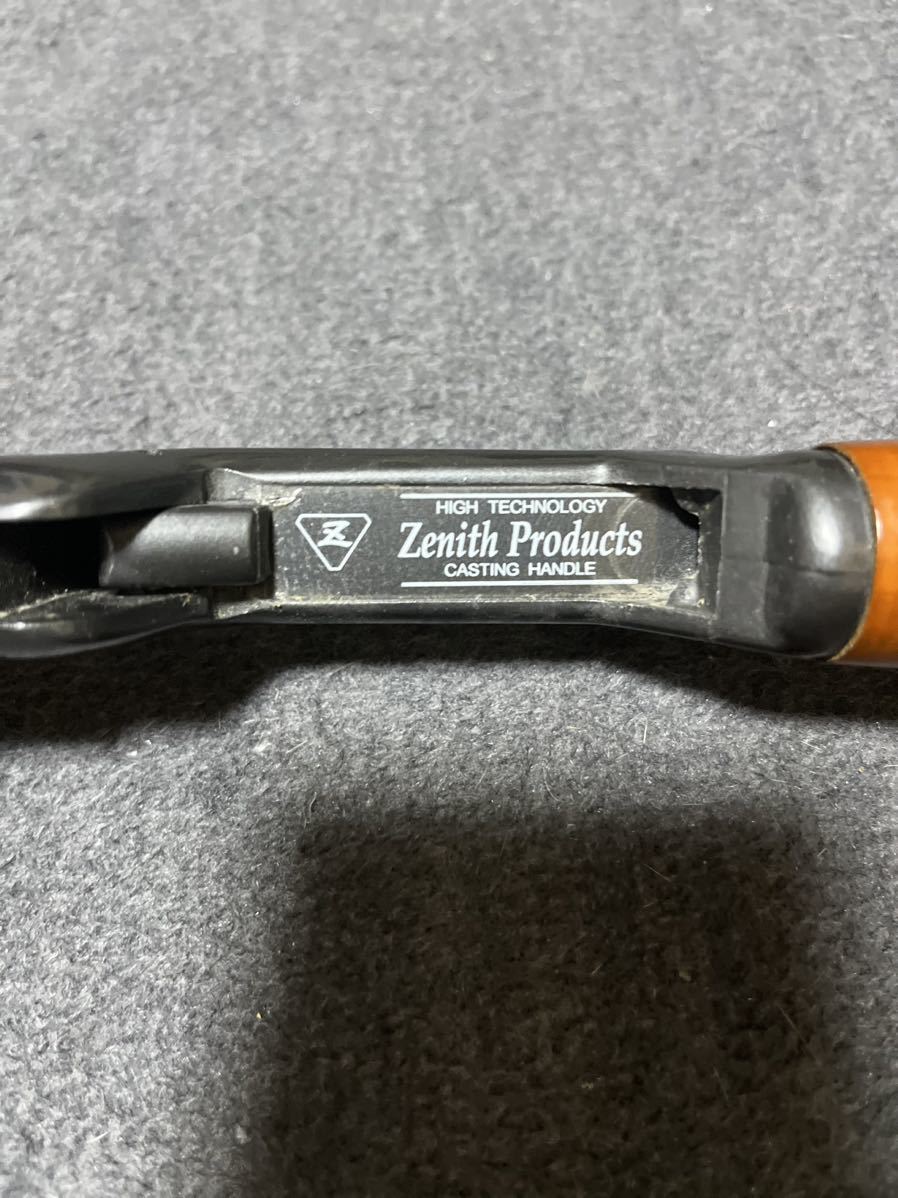 Z
HIGH TECHNOLOGY
Zenith Products
CASTING HANDLE